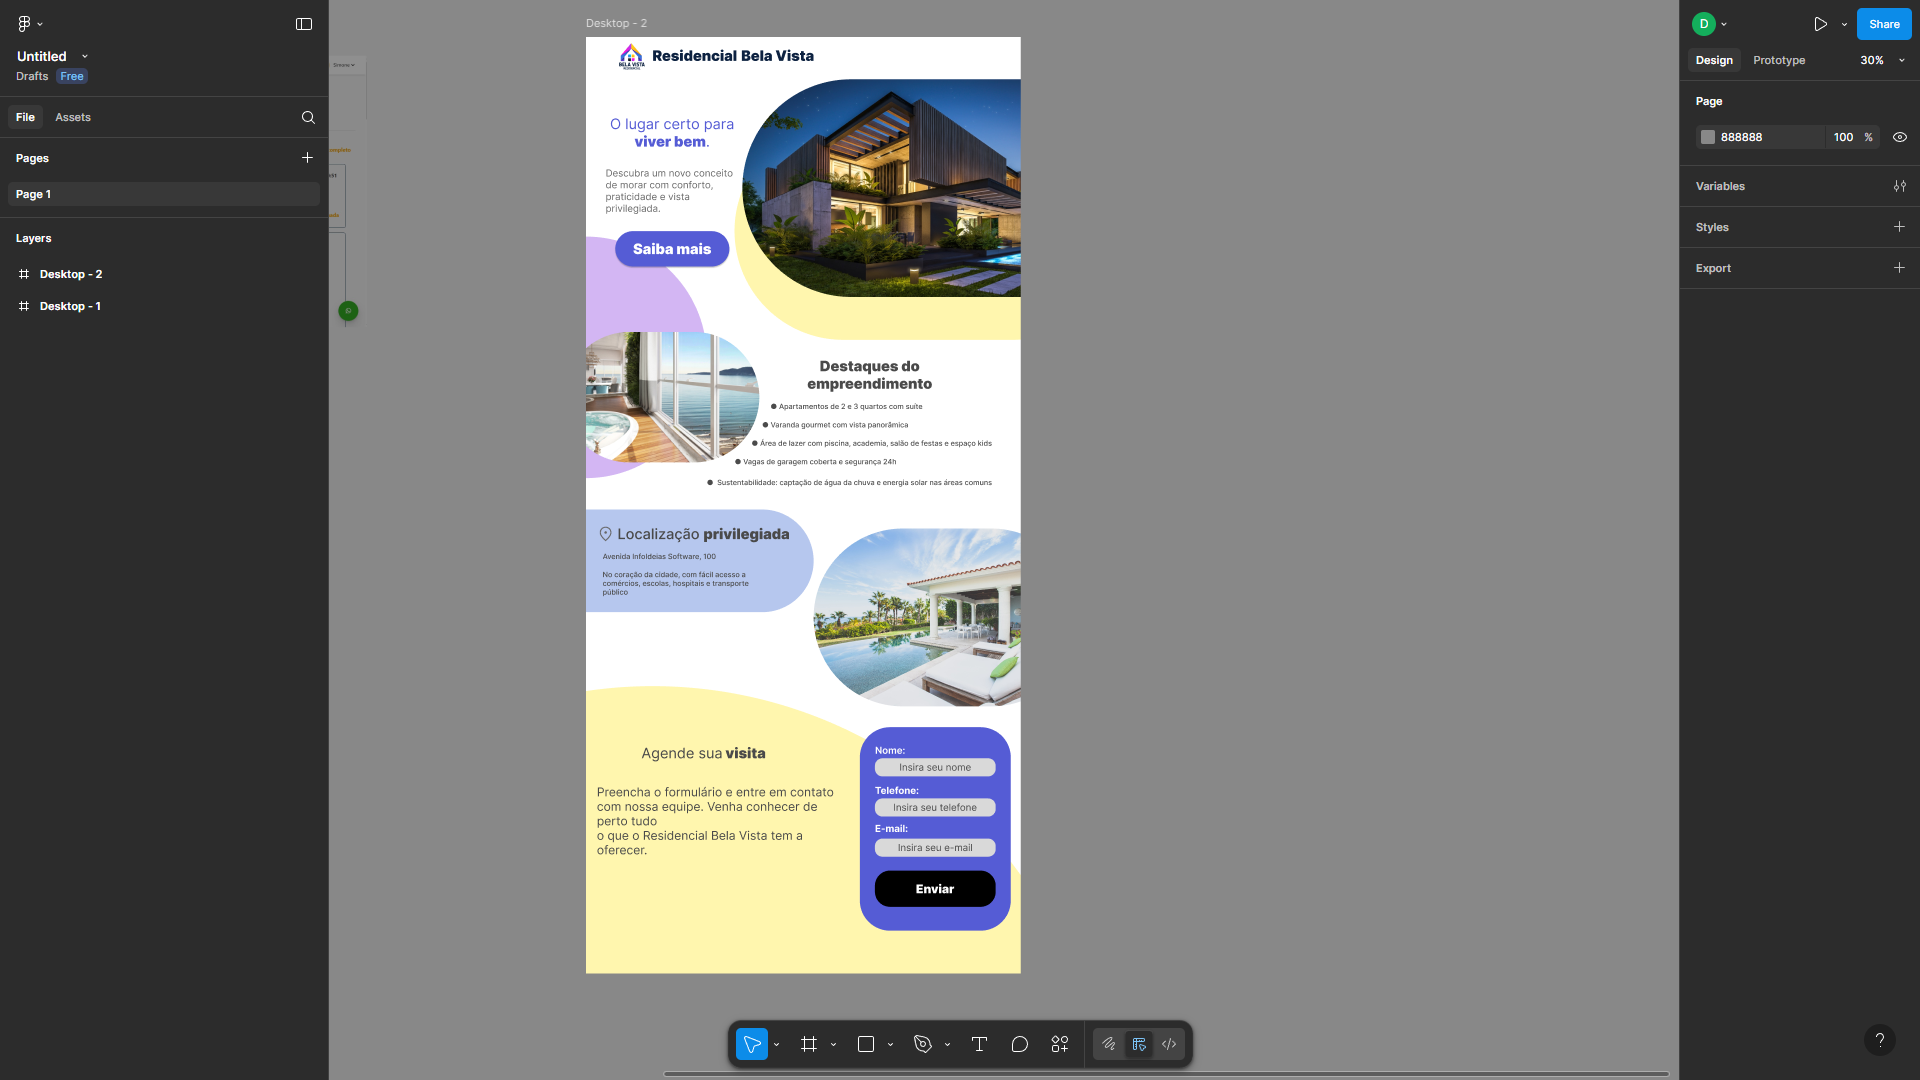 Untitled
Drafts Free
File Assets
Pages
Page 1
Layers
Desktop - 2
Desktop - 1
Simone
Desktop - 2
BELA VISTA
Residencial Bela Vista
O lugar certo para
viver bem.
Descubra um novo conceito
de morar com conforto,
praticidade e vista
privilegiada.
Saiba mais
Destaques do
empreendimento
● Apartamentos de 2 e 3 quartos com suíte
● Varanda gourmet com vista panorâmica
● Área de lazer com piscina, academia, salão de festas e espaço kids
● Vagas de garagem coberta e segurança 24h
● Sustentabilidade: captação de água da chuva e energia solar nas áreas comuns
Localização privilegiada
Avenida InfoIdeias Software, 100
No coração da cidade, com fácil acesso a
comércios, escolas, hospitais e transporte
público
Agende sua visita
Preencha o formulário e entre em contato
com nossa equipe. Venha conhecer de
perto tudo
o que o Residencial Bela Vista tem a
oferecer.
Nome:
Insira seu nome
Telefone:
Insira seu telefone
E-mail:
Insira seu e-mail
Enviar
D
Share
Design Prototype 30%
Page
888888 100 %
Variables
Styles
Export
?